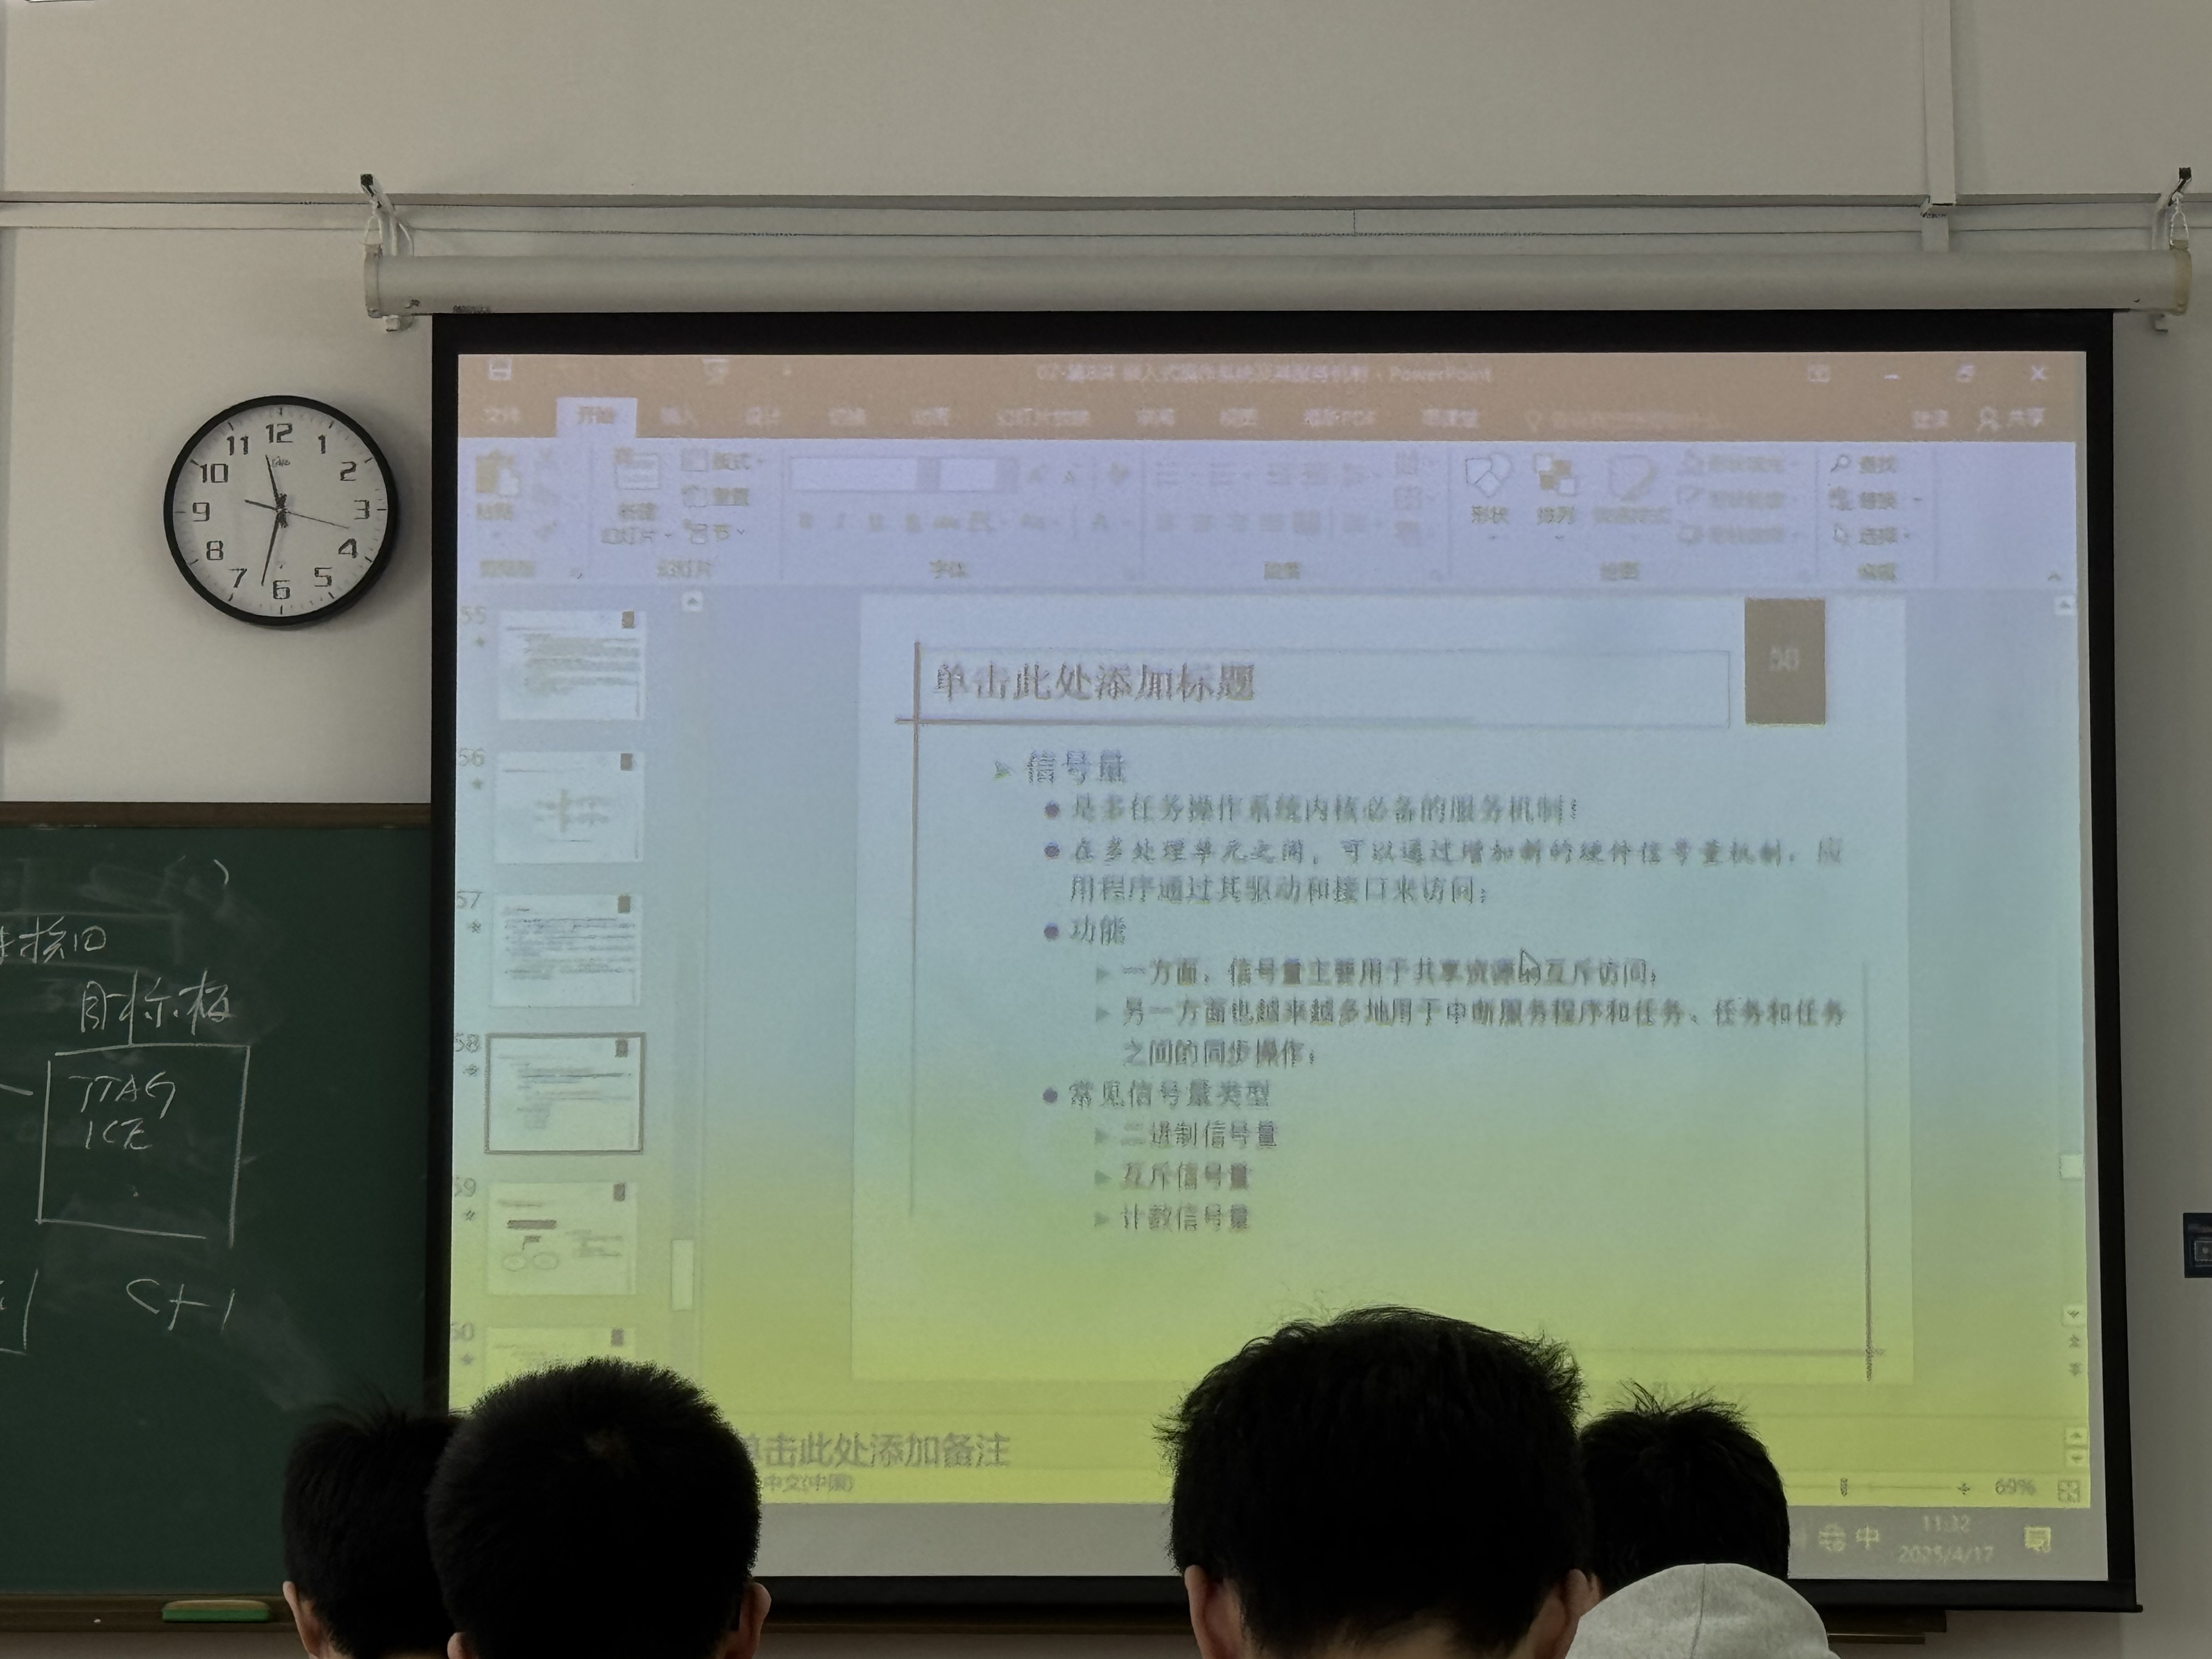 PowerPoint
文件 开始 插入 设计 切换 动画 幻灯片放映 审阅 视图
登录 共享
粘贴
新建
幻灯片
版式
重置
节
形状
排列
查找
替换
选择
剪贴板 幻灯片 字体 段落 绘图 编辑
12
1
2
3
4
5
6
7
8
9
10
11
55
56
57
58
59
60
单击此处添加标题
58
信号量
是多任务操作系统内核必备的服务机制；
在多处理单元之间，可以通过增加新的硬件信号量机制，应
用程序通过其驱动和接口来访问；
功能
一方面，信号量主要用于共享资源的互斥访问；
另一方面也越来越多地用于中断服务程序和任务、任务和任务
之间的同步操作；
常见信号量类型
二进制信号量
互斥信号量
计数信号量
单击此处添加备注
中文(中国)
69%
中
11:32
2025/4/17
接口
目标板
JTAG
ICE